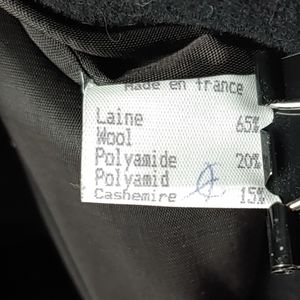 Made en france
Laine 65%
Wool
Polyamide 20%
Polyamid
Cashemire 15%